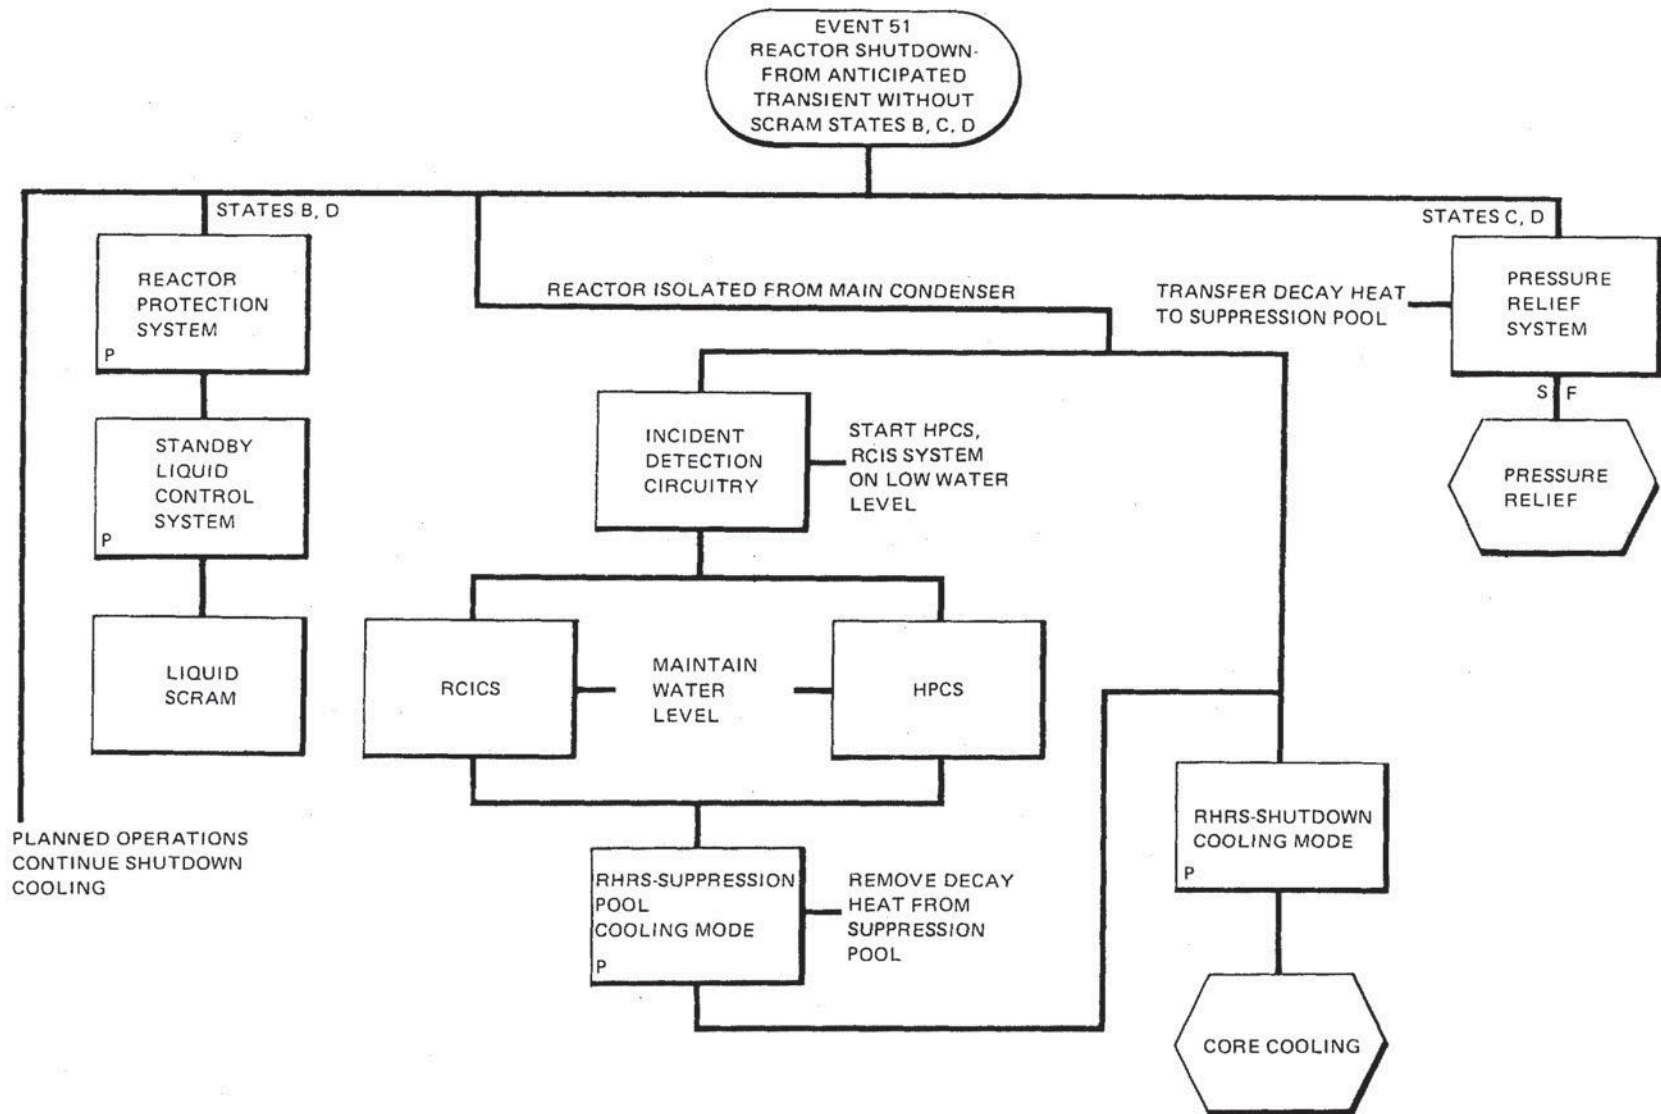 EVENT 51
REACTOR SHUTDOWN-
FROM ANTICIPATED
TRANSIENT WITHOUT
SCRAM STATES B, C, D
STATES B, D
STATES C, D
REACTOR
PROTECTION
SYSTEM
P
REACTOR ISOLATED FROM MAIN CONDENSER
TRANSFER DECAY HEAT
TO SUPPRESSION POOL
PRESSURE
RELIEF
SYSTEM
S F
STANDBY
LIQUID
CONTROL
SYSTEM
P
INCIDENT
DETECTION
CIRCUITRY
START HPCS,
RCIS SYSTEM
ON LOW WATER
LEVEL
PRESSURE
RELIEF
LIQUID
SCRAM
RCICS
MAINTAIN
WATER
LEVEL
HPCS
PLANNED OPERATIONS
CONTINUE SHUTDOWN
COOLING
RHRS-SUPPRESSION
POOL
COOLING MODE
P
REMOVE DECAY
HEAT FROM
SUPPRESSION
POOL
RHRS-SHUTDOWN
COOLING MODE
P
CORE COOLING